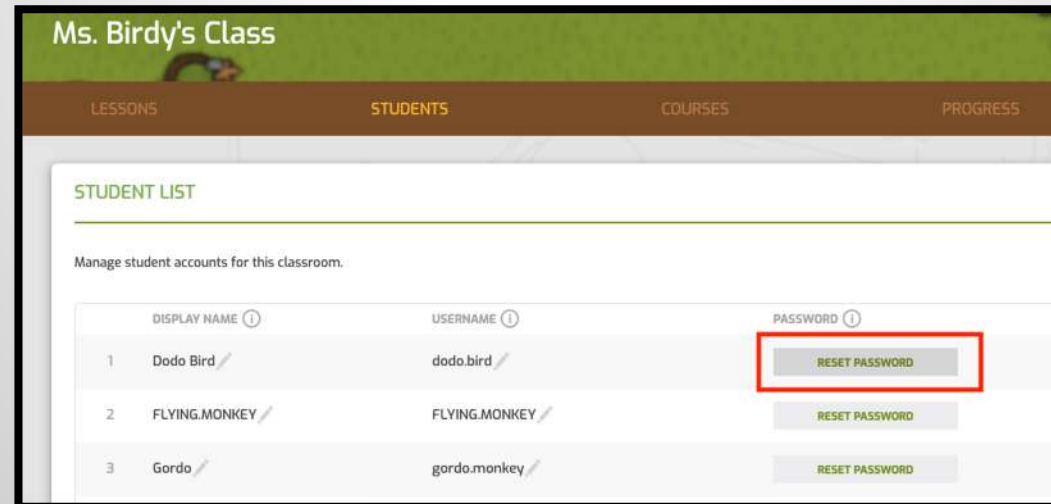 Ms. Birdy's Class
LESSONS STUDENTS COURSES PROGRESS
STUDENT LIST
Manage student accounts for this classroom.
DISPLAY NAME USERNAME PASSWORD
1 Dodo Bird dodo.bird RESET PASSWORD
2 FLYING.MONKEY FLYING.MONKEY RESET PASSWORD
3 Gordo gordo.monkey RESET PASSWORD